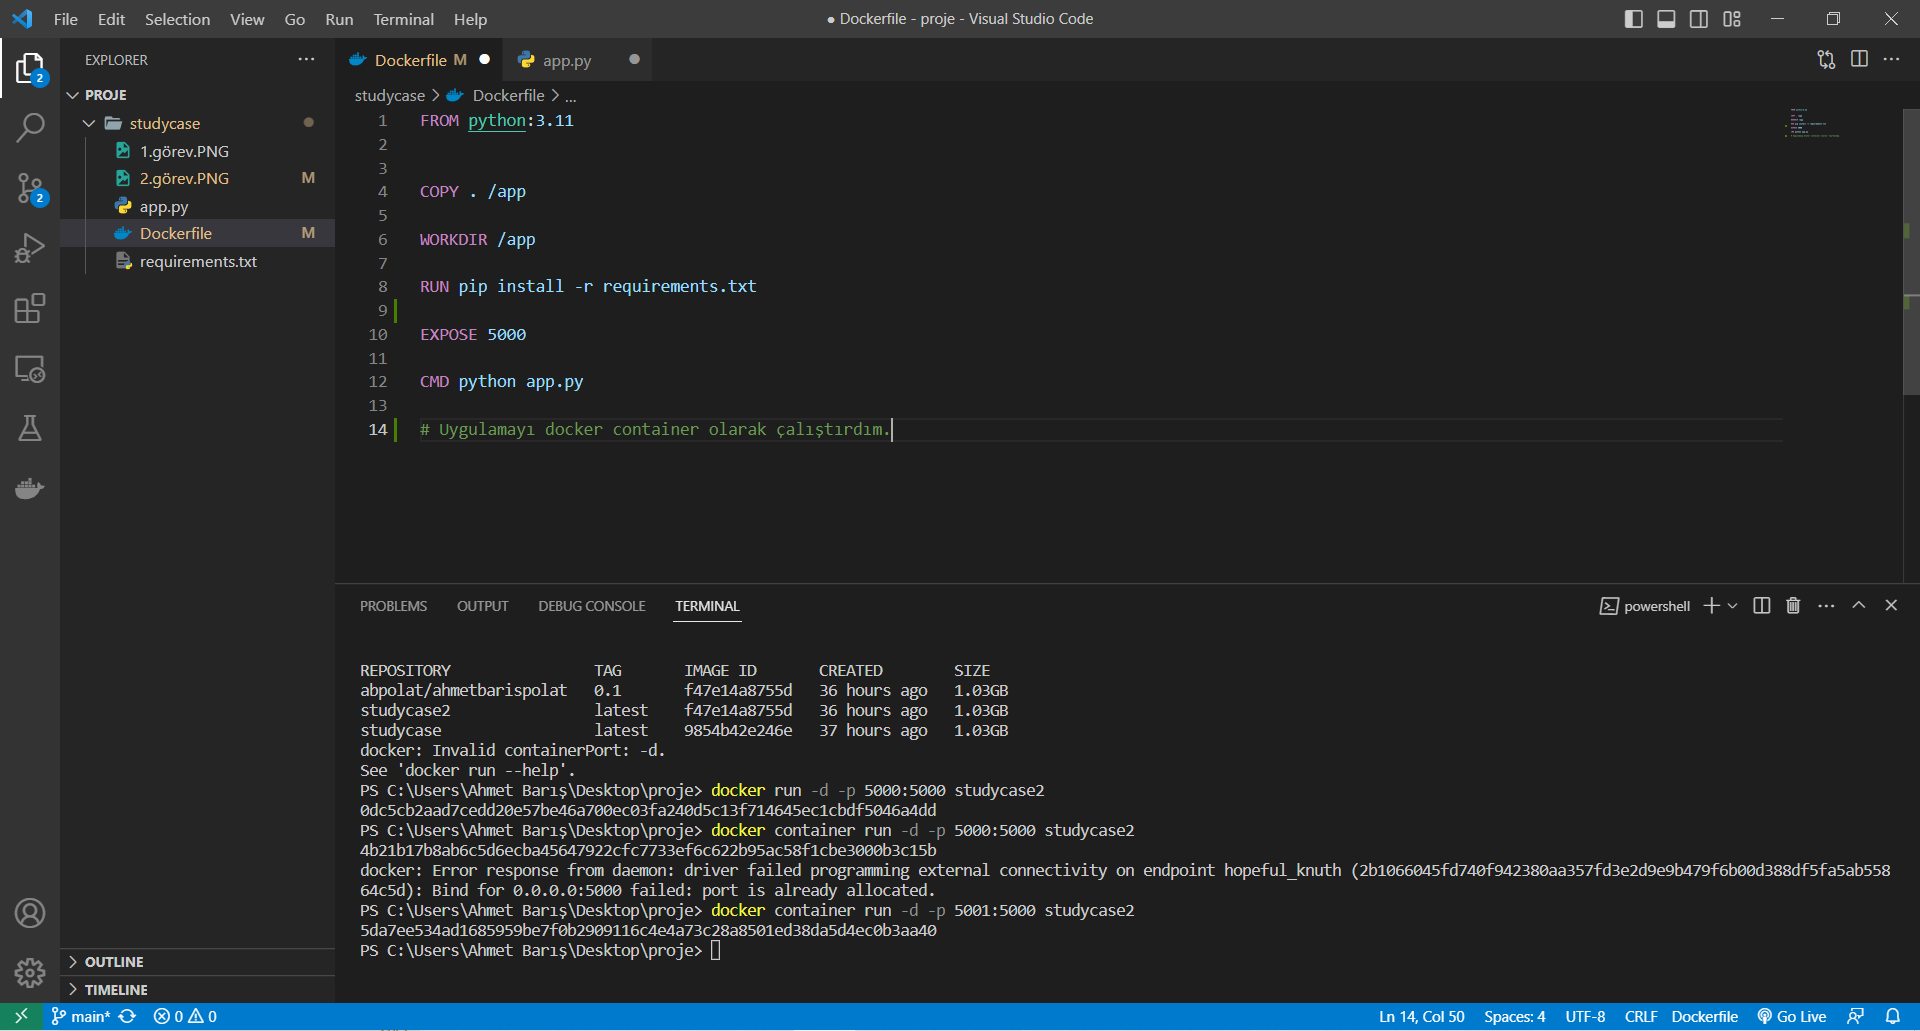 File Edit Selection View Go Run Terminal Help
● Dockerfile - proje - Visual Studio Code
EXPLORER
PROJE
studycase
1.görev.PNG
2.görev.PNG M
app.py
Dockerfile M
requirements.txt
OUTLINE
TIMELINE
2
2
Dockerfile M
app.py
studycase > Dockerfile > ...
1 FROM python:3.11
2
3
4 COPY . /app
5
6 WORKDIR /app
7
8 RUN pip install -r requirements.txt
9
10 EXPOSE 5000
11
12 CMD python app.py
13
14 # Uygulamayı docker container olarak çalıştırdım.
PROBLEMS OUTPUT DEBUG CONSOLE TERMINAL
powershell
REPOSITORY TAG IMAGE ID CREATED SIZE
abpolat/ahmetbarispolat 0.1 f47e14a8755d 36 hours ago 1.03GB
studycase2 latest f47e14a8755d 36 hours ago 1.03GB
studycase latest 9854b42e246e 37 hours ago 1.03GB
docker: Invalid containerPort: -d.
See 'docker run --help'.
PS C:\Users\Ahmet Barış\Desktop\proje> docker run -d -p 5000:5000 studycase2
0dc5cb2aad7cedd20e57be46a700ec03fa240d5c13f714645ec1cbdf5046a4dd
PS C:\Users\Ahmet Barış\Desktop\proje> docker container run -d -p 5000:5000 studycase2
4b21b17b8ab6c5d6ecba45647922cfc7733ef6c622b95ac58f1cbe3000b3c15b
docker: Error response from daemon: driver failed programming external connectivity on endpoint hopeful_knuth (2b1066045fd740f942380aa357fd3e2d9e9b479f6b00d388df5fa5ab558
64c5d): Bind for 0.0.0.0:5000 failed: port is already allocated.
PS C:\Users\Ahmet Barış\Desktop\proje> docker container run -d -p 5001:5000 studycase2
5da7ee534ad1685959be7f0b2909116c4e4a73c28a8501ed38da5d4ec0b3aa40
PS C:\Users\Ahmet Barış\Desktop\proje>
main* 0 0
Ln 14, Col 50 Spaces: 4 UTF-8 CRLF Dockerfile Go Live